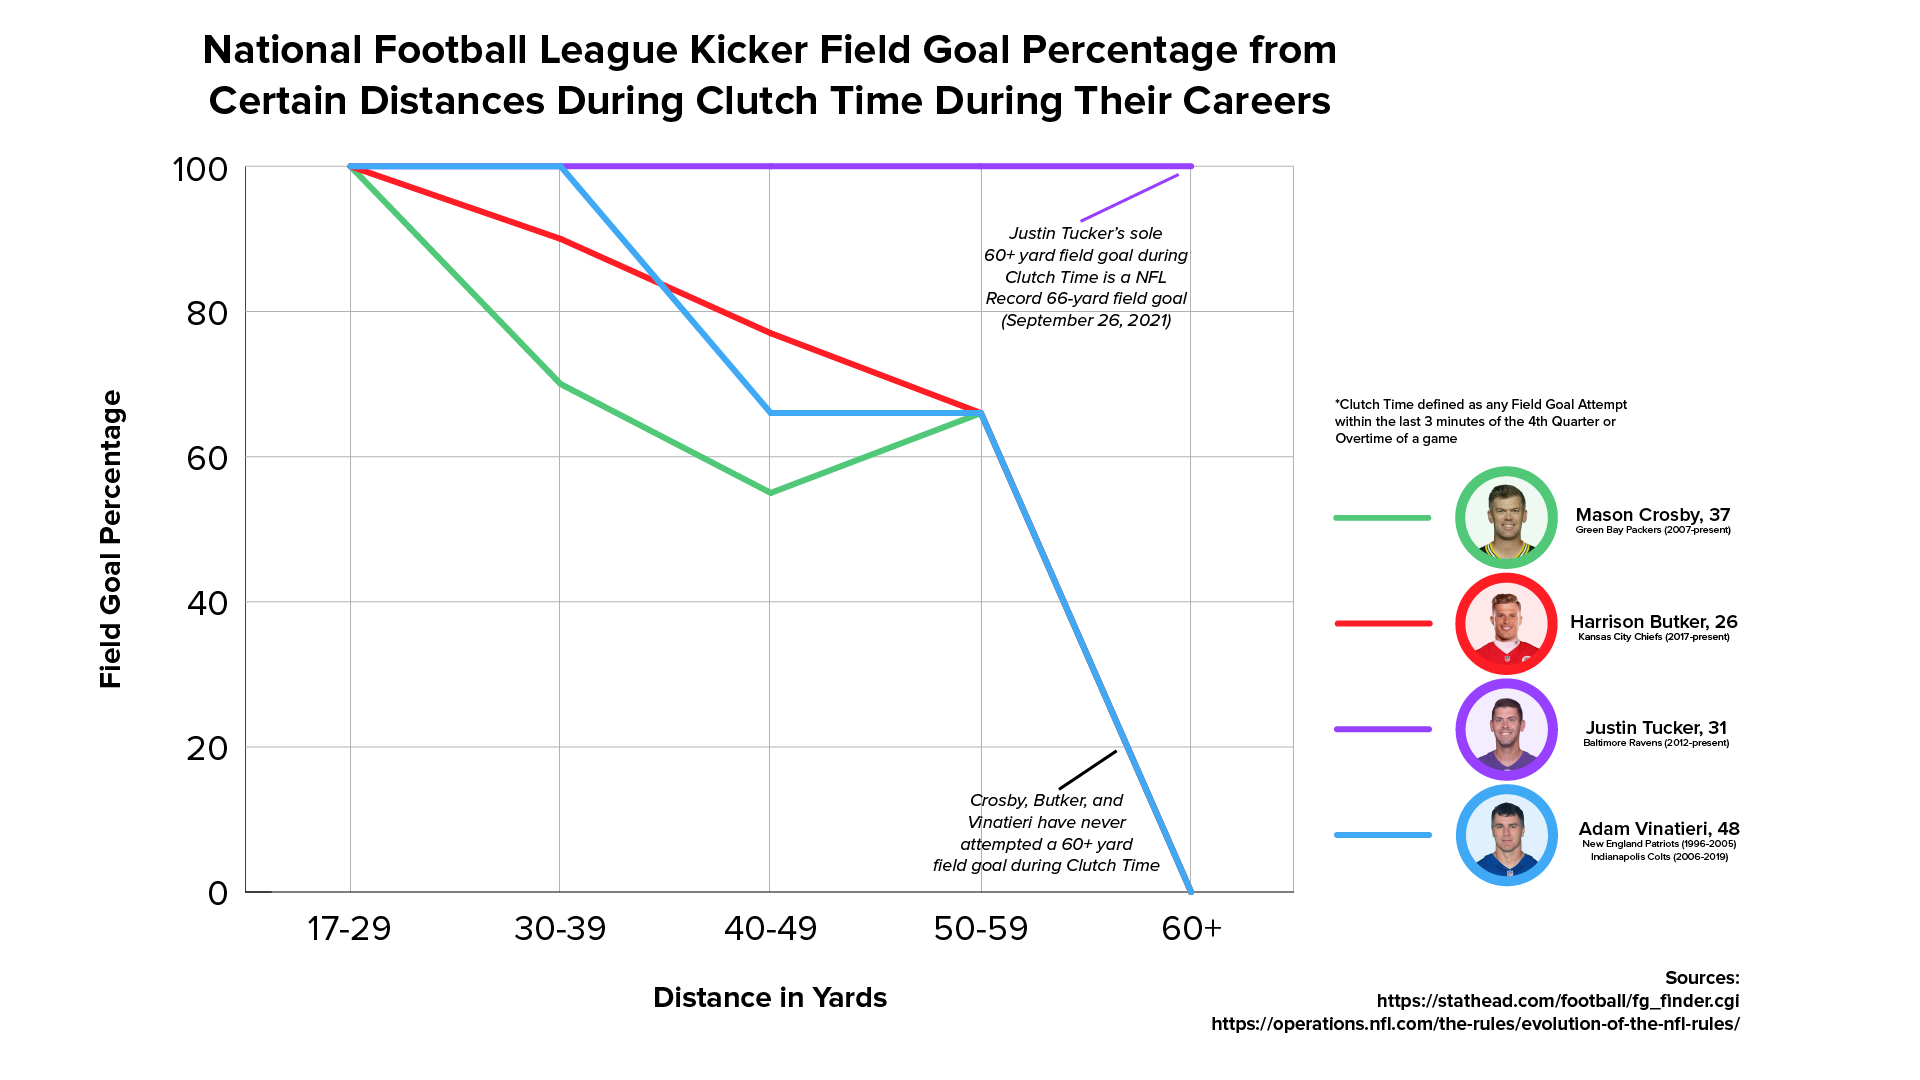 National Football League Kicker Field Goal Percentage from
Certain Distances During Clutch Time During Their Careers
100
80
60
40
20
0
Field Goal Percentage
17-29
30-39
40-49
50-59
60+
Distance in Yards
Justin Tucker's sole
60+ yard field goal during
Clutch Time is a NFL
Record 66-yard field goal
(September 26, 2021)
Crosby, Butker, and
Vinatieri have never
attempted a 60+ yard
field goal during Clutch Time
*Clutch Time defined as any Field Goal Attempt
within the last 3 minutes of the 4th Quarter or
Overtime of a game
Mason Crosby, 37
Green Bay Packers (2007-present)
Harrison Butker, 26
Kansas City Chiefs (2017-present)
Justin Tucker, 31
Baltimore Ravens (2012-present)
Adam Vinatieri, 48
New England Patriots (1996-2005)
Indianapolis Colts (2006-2019)
Sources:
https://stathead.com/football/fg_finder.cgi
https://operations.nfl.com/the-rules/evolution-of-the-nfl-rules/